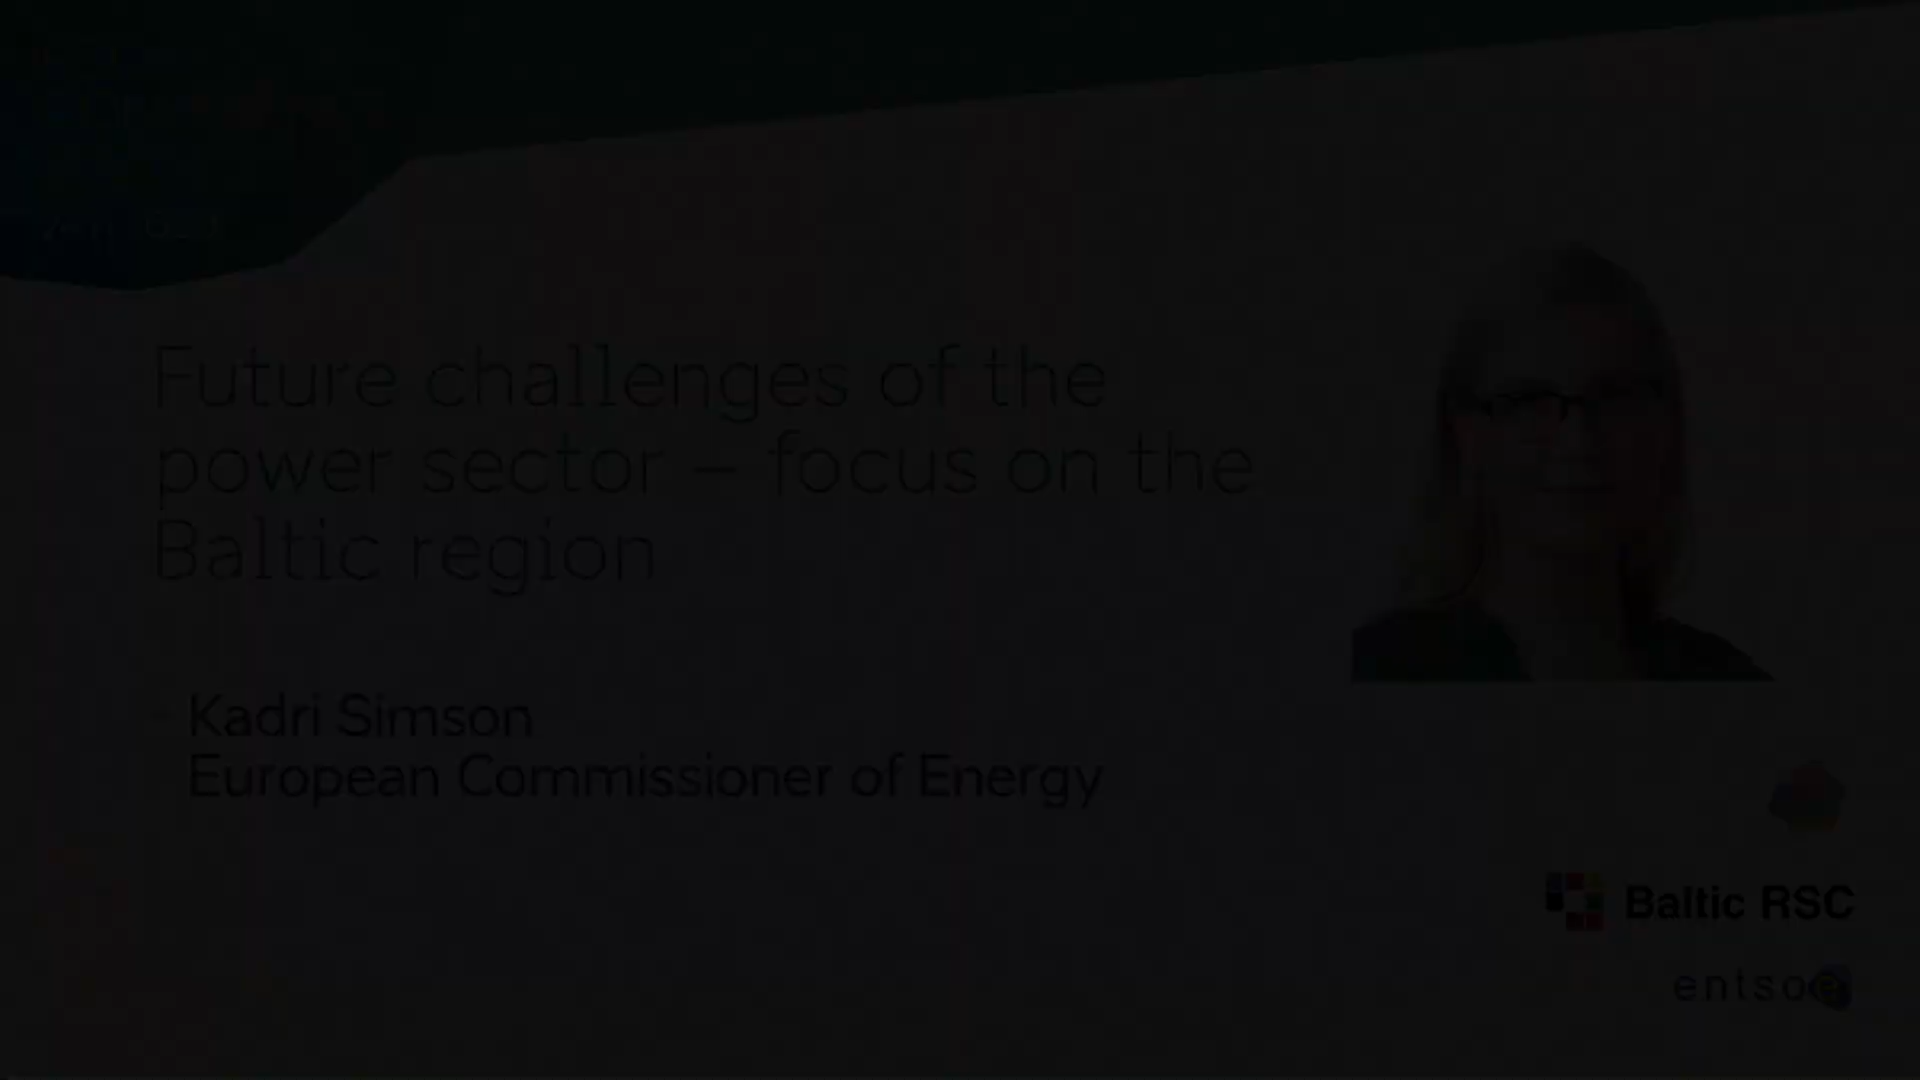 Future challenges of the
power sector – focus on the
Baltic region
Kadri Simson
European Commissioner of Energy
Baltic RSC
entsoe